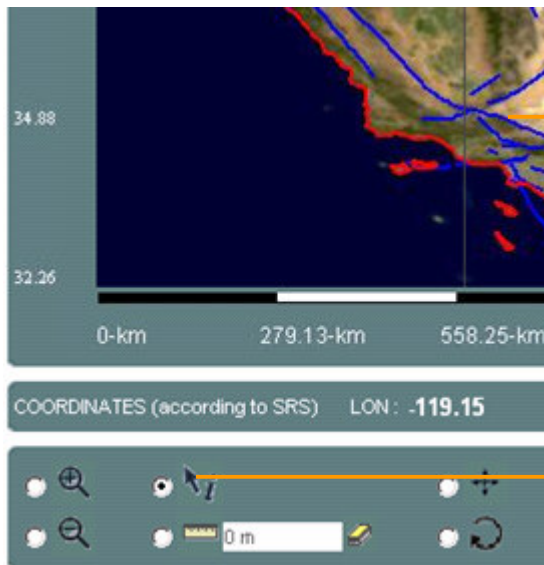 34.88
32.26
0-km 279.13-km 558.25-km
COORDINATES (according to SRS) LON : -119.15
0 m